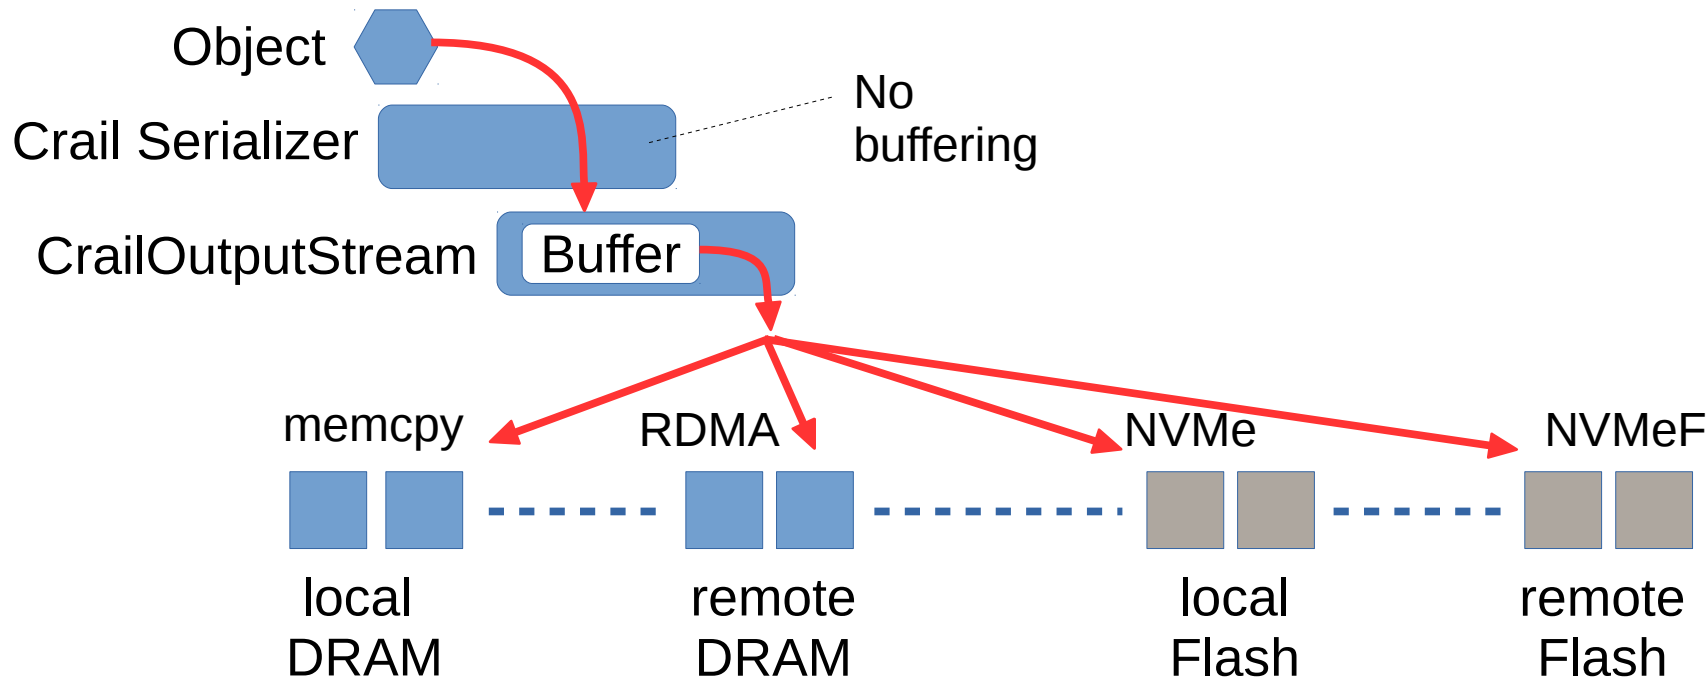 Object
No
buffering
Crail Serializer
CrailOutputStream
Buffer
memcpy
RDMA
NVMe
NVMeF
local
DRAM
remote
DRAM
local
Flash
remote
Flash